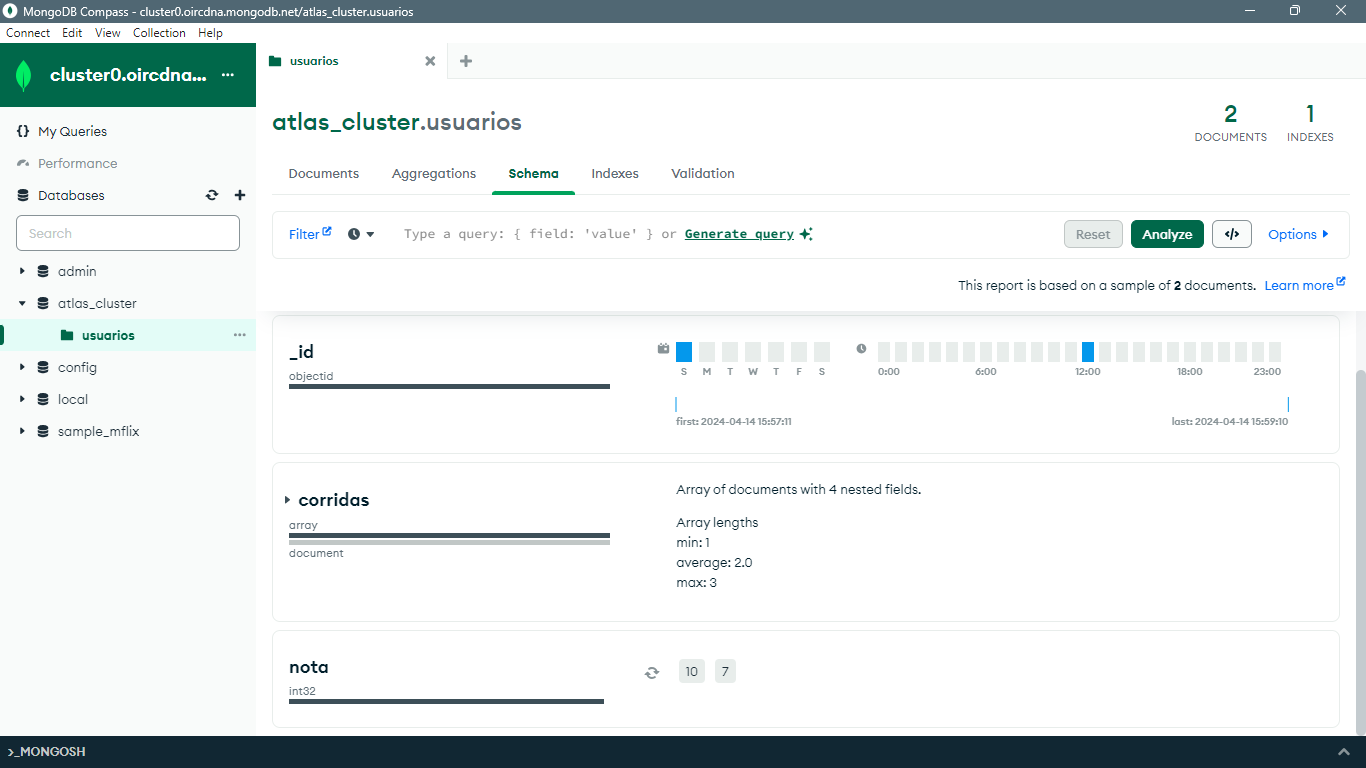 MongoDB Compass - cluster0.oircdna.mongodb.net/atlas_cluster.usuarios
Connect Edit View Collection Help
cluster0.oircdna... ···
usuarios
{} My Queries
Performance
Databases
Search
admin
atlas_cluster
usuarios ···
config
local
sample_mflix
atlas_cluster.usuarios
2 DOCUMENTS
1 INDEXES
Documents Aggregations Schema Indexes Validation
Filter Type a query: { field: 'value' } or Generate query Reset Analyze </> Options
This report is based on a sample of 2 documents. Learn more
_id
objectid
S M T W T F S
0:00 6:00 12:00 18:00 23:00
first: 2024-04-14 15:57:11 last: 2024-04-14 15:59:10
corridas
array
document
Array of documents with 4 nested fields.
Array lengths
min: 1
average: 2.0
max: 3
nota
int32
10 7
>_MONGOSH